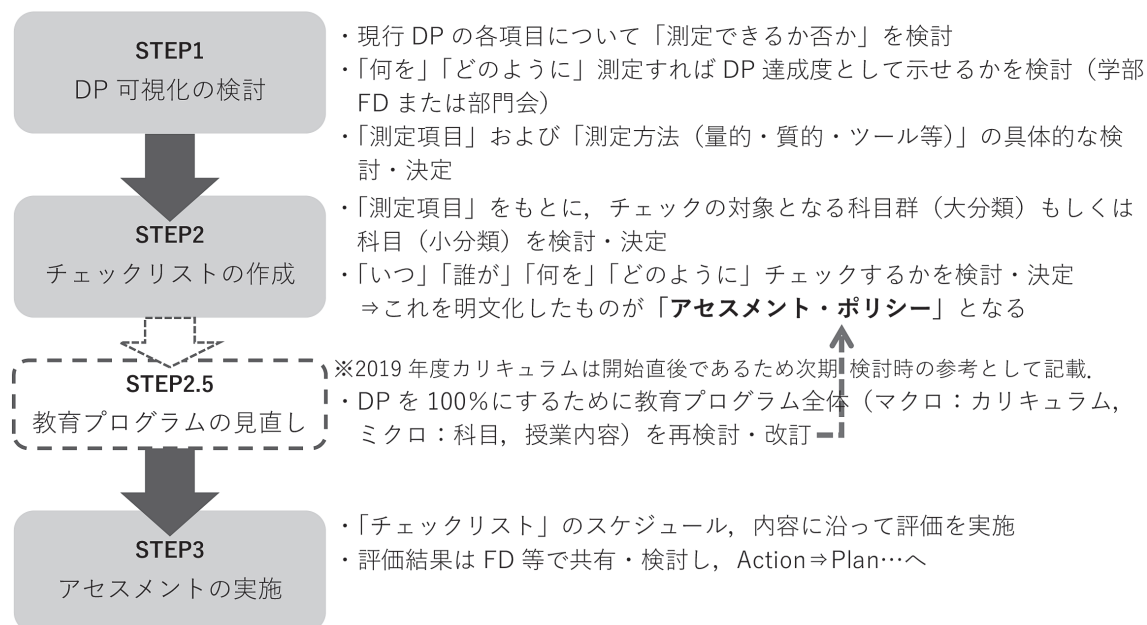 STEP1
DP 可視化の検討
・現行 DP の各項目について「測定できるか否か」を検討
・「何を」「どのように」測定すれば DP 達成度として示せるかを検討（学部
FD または部門会）
・「測定項目」および「測定方法（量的・質的・ツール等）」の具体的な検
討・決定
STEP2
チェックリストの作成
・「測定項目」をもとに，チェックの対象となる科目群（大分類）もしくは
科目（小分類）を検討・決定
・「いつ」「誰が」「何を」「どのように」チェックするかを検討・決定
⇒これを明文化したものが「アセスメント・ポリシー」となる
STEP2.5
教育プログラムの見直し
※2019 年度カリキュラムは開始直後であるため次期 検討時の参考として記載.
・DP を 100%にするために教育プログラム全体（マクロ：カリキュラム，
ミクロ：科目，授業内容）を再検討・改訂
STEP3
アセスメントの実施
・「チェックリスト」のスケジュール，内容に沿って評価を実施
・評価結果は FD 等で共有・検討し，Action⇒Plan…へ